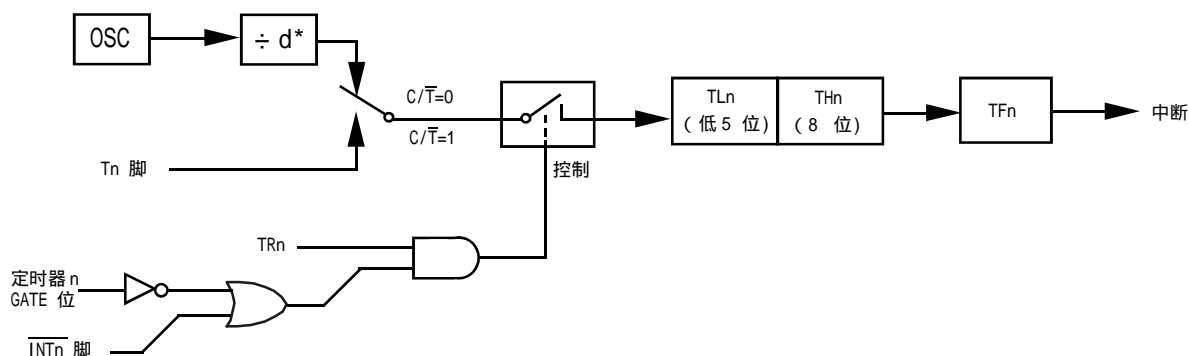 OSC
÷ d*
C/T̅=0
C/T̅=1
Tn 脚
控制
TLn
(低5 位)
THn
(8 位)
TFn
中断
TRn
定时器n
GATE 位
I̅N̅T̅n̅ 脚